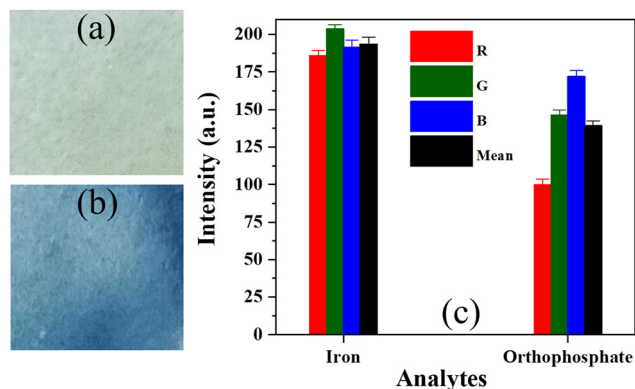 (a)
(b)
Intensity (a.u.)
200
175
150
125
100
75
50
25
0
R
G
B
Mean
(c)
Iron
Orthophosphate
Analytes